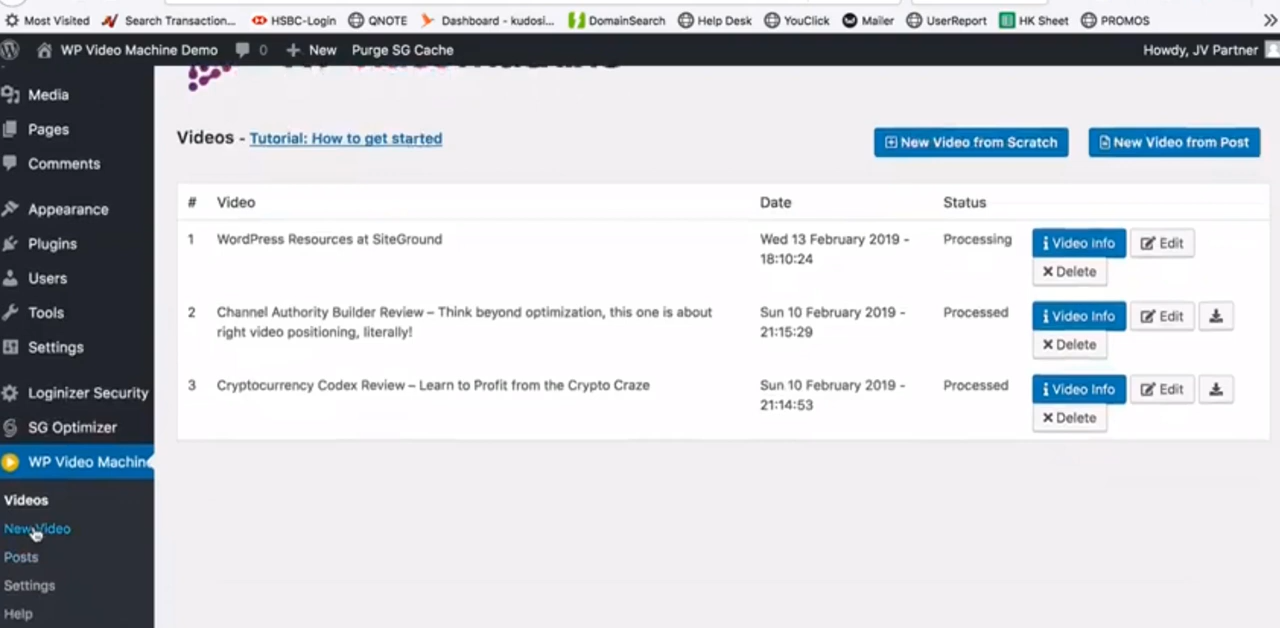 Most Visited Search Transaction... HSBC-Login QNOTE Dashboard - kudosi... DomainSearch Help Desk YouClick Mailer UserReport HK Sheet PROMOS
WP Video Machine Demo 0 New Purge SG Cache Howdy, JV Partner
Media
Pages
Comments
Appearance
Plugins
Users
Tools
Settings
Loginizer Security
SG Optimizer
WP Video Machin
Videos
New Video
Posts
Settings
Help
Videos - Tutorial: How to get started
New Video from Scratch New Video from Post
# Video Date Status
1 WordPress Resources at SiteGround Wed 13 February 2019 - Processing Video Info Edit
18:10:24 Delete
2 Channel Authority Builder Review – Think beyond optimization, this one is about Sun 10 February 2019 - Processed Video Info Edit
right video positioning, literally! 21:15:29 Delete
3 Cryptocurrency Codex Review – Learn to Profit from the Crypto Craze Sun 10 February 2019 - Processed Video Info Edit
21:14:53 Delete